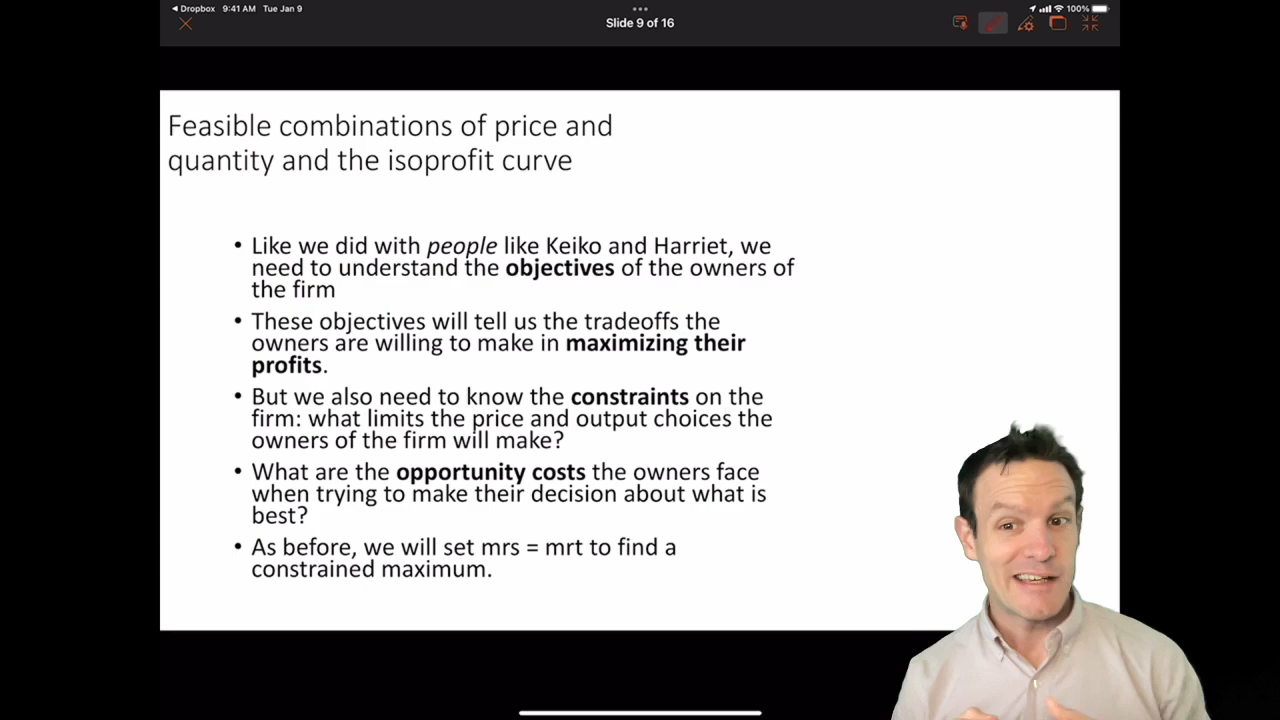 ◀ Dropbox 9:41 AM Tue Jan 9
100%
Slide 9 of 16
Feasible combinations of price and
quantity and the isoprofit curve
• Like we did with people like Keiko and Harriet, we
need to understand the objectives of the owners of
the firm
• These objectives will tell us the tradeoffs the
owners are willing to make in maximizing their
profits.
• But we also need to know the constraints on the
firm: what limits the price and output choices the
owners of the firm will make?
• What are the opportunity costs the owners face
when trying to make their decision about what is
best?
• As before, we will set mrs = mrt to find a
constrained maximum.